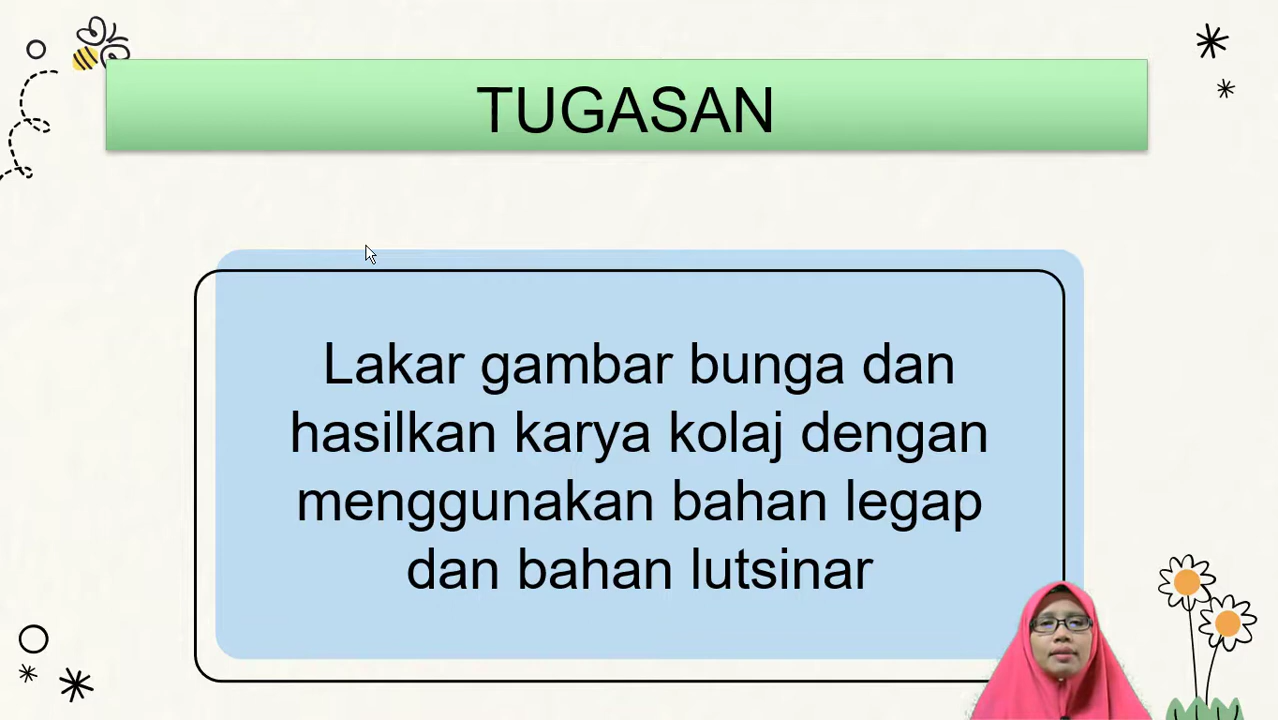 TUGASAN
Lakar gambar bunga dan
hasilkan karya kolaj dengan
menggunakan bahan legap
dan bahan lutsinar